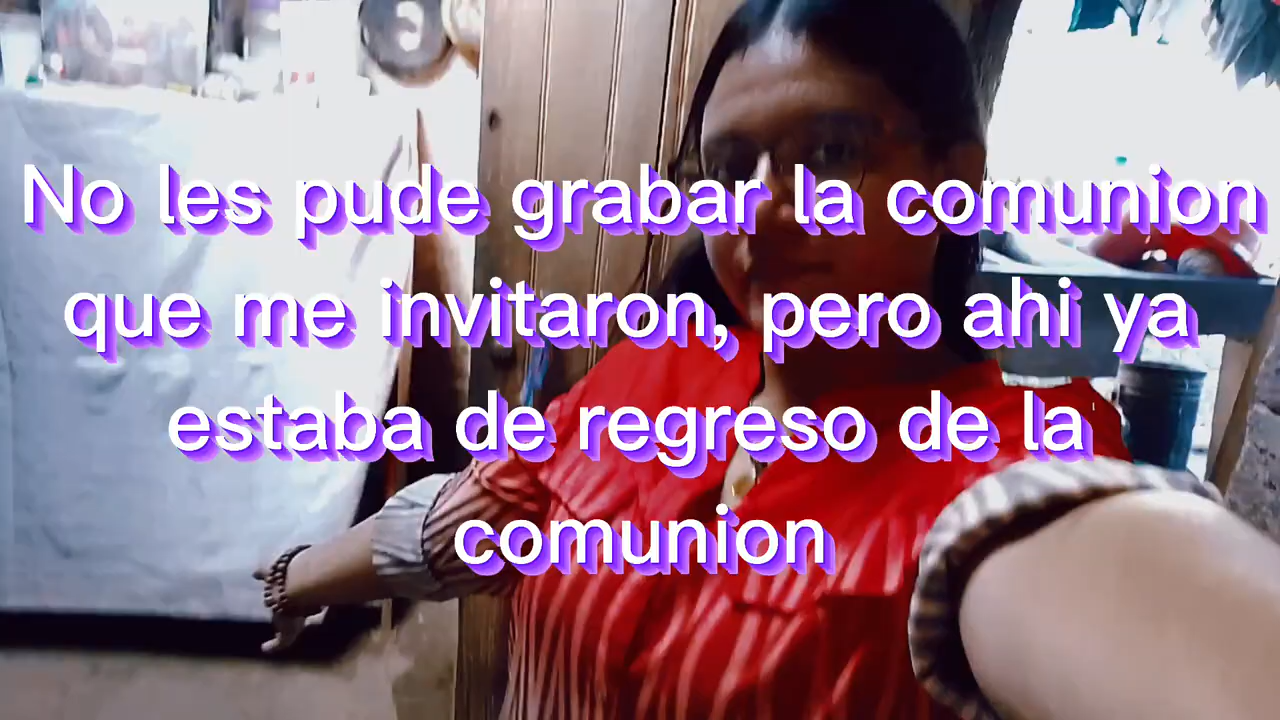 No les pude grabar la comunion
que me invitaron, pero ahi ya
estaba de regreso de la
comunion